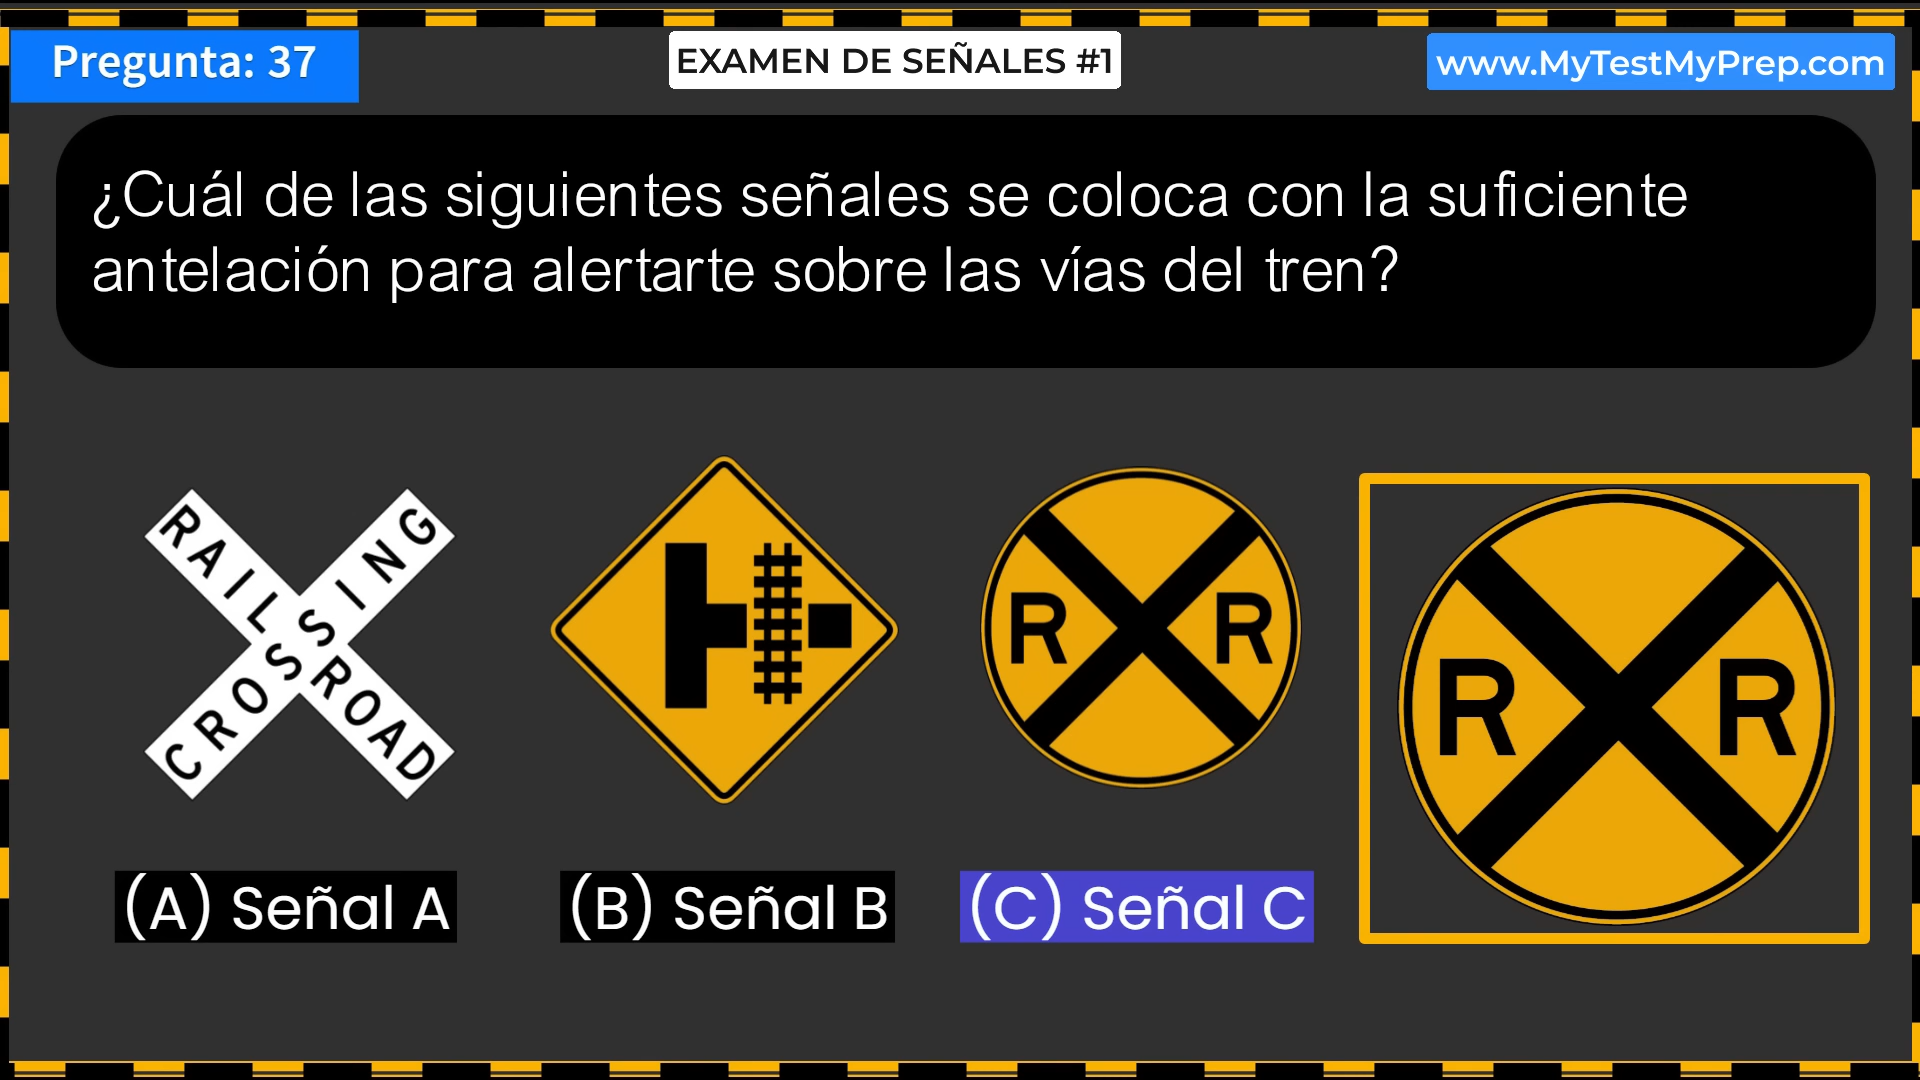 Pregunta: 37
EXAMEN DE SEÑALES #1
www.MyTestMyPrep.com
¿Cuál de las siguientes señales se coloca con la suficiente
antelación para alertarte sobre las vías del tren?
RAILROAD
CROSSING
R R
R R
(A) Señal A
(B) Señal B
(C) Señal C